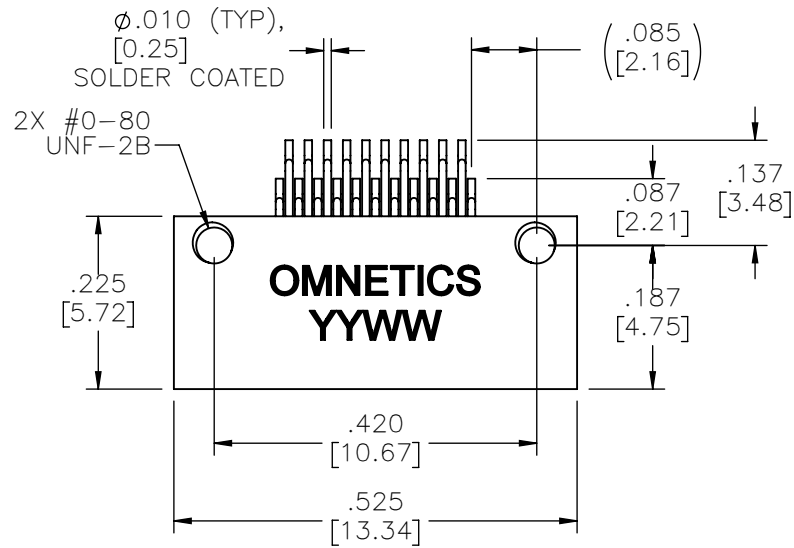 ⌀.010 (TYP),
[0.25]
SOLDER COATED
2X #0-80
UNF-2B
(.085
[2.16])
.137
[3.48]
.087
[2.21]
.225
[5.72]
OMNETICS
YYWW
.187
[4.75]
.420
[10.67]
.525
[13.34]